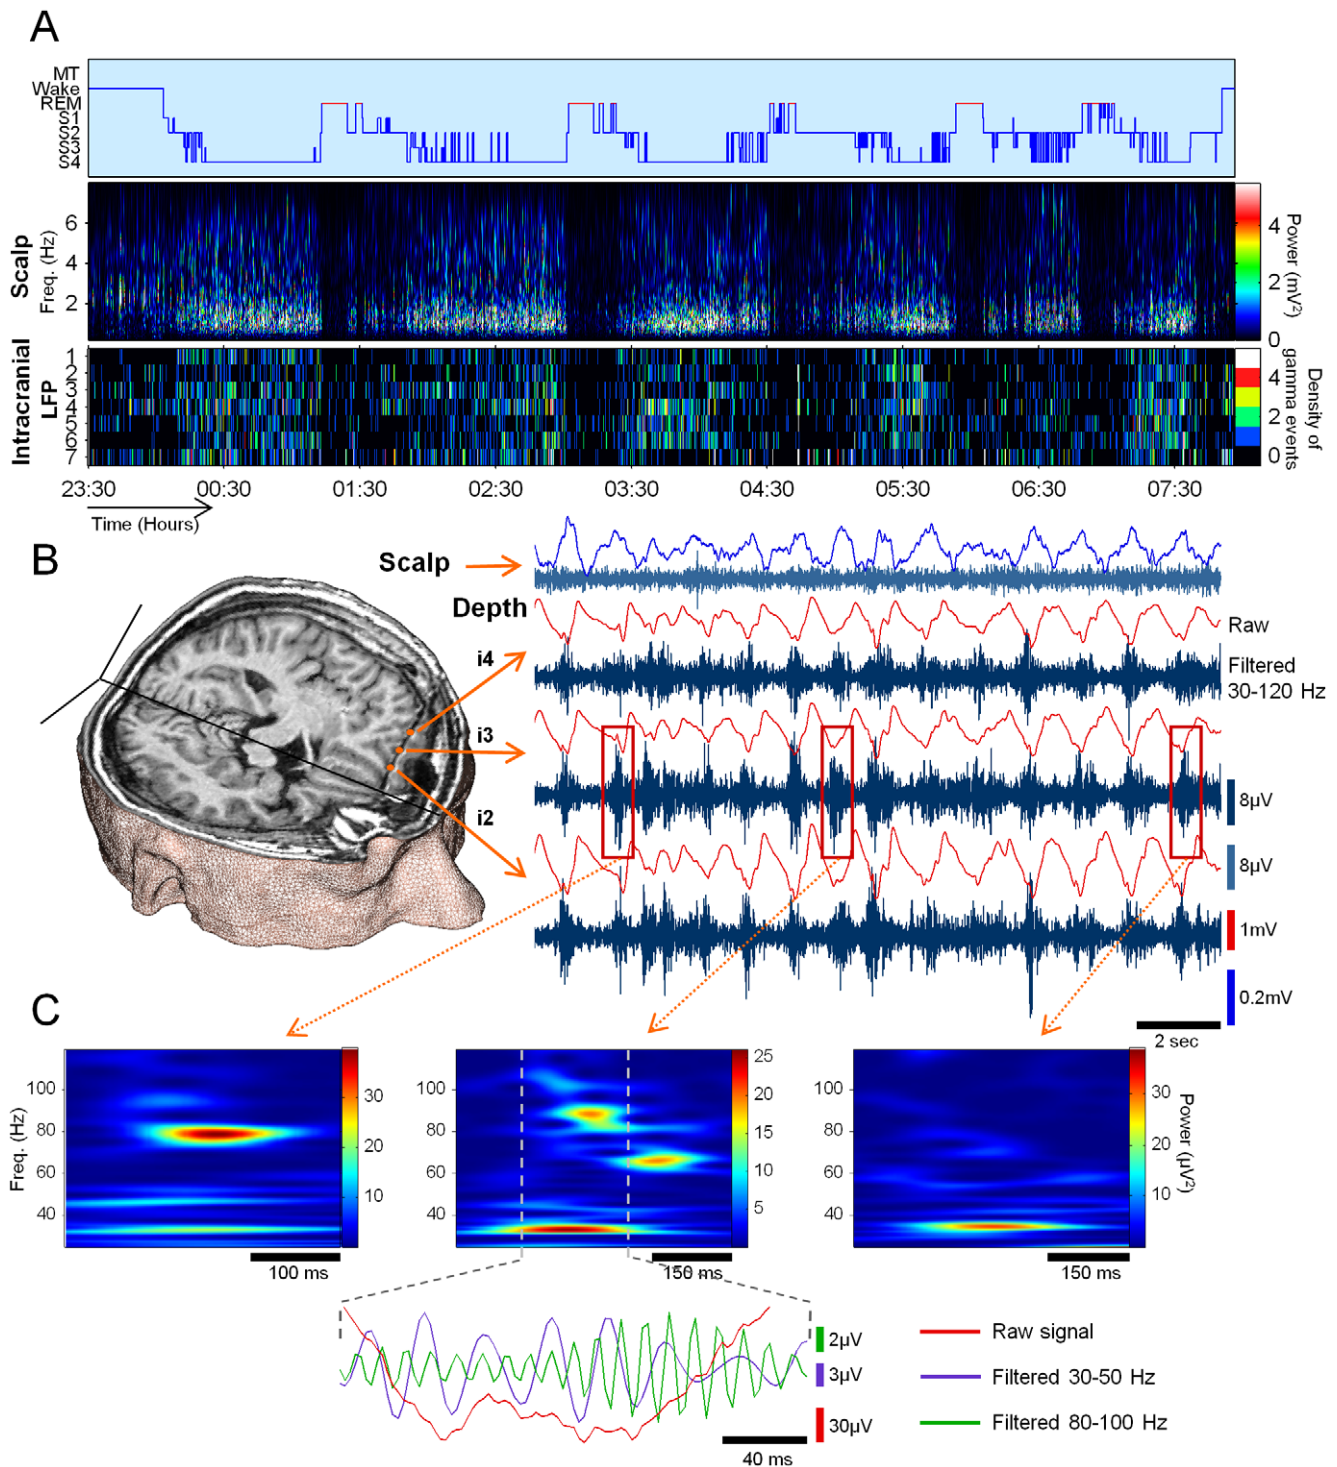 A
MT
Wake
REM
S1
S2
S3
S4
Scalp
Freq. (Hz)
6
4
2
4
2
0
Power (mV²)
Intracranial
LFP
1
2
3
4
5
6
7
4
2
0
Density of
gamma events
23:30 00:30 01:30 02:30 03:30 04:30 05:30 06:30 07:30
Time (Hours)
B
Scalp
Depth
i4
i3
i2
Raw
Filtered
30-120 Hz
8µV
8µV
1mV
0.2mV
2 sec
C
Freq. (Hz)
100
80
60
40
30
20
10
100 ms
100
80
60
40
25
20
15
10
5
150 ms
100
80
60
40
30
20
10
Power (µV²)
150 ms
2µV
3µV
30µV
40 ms
Raw signal
Filtered 30-50 Hz
Filtered 80-100 Hz